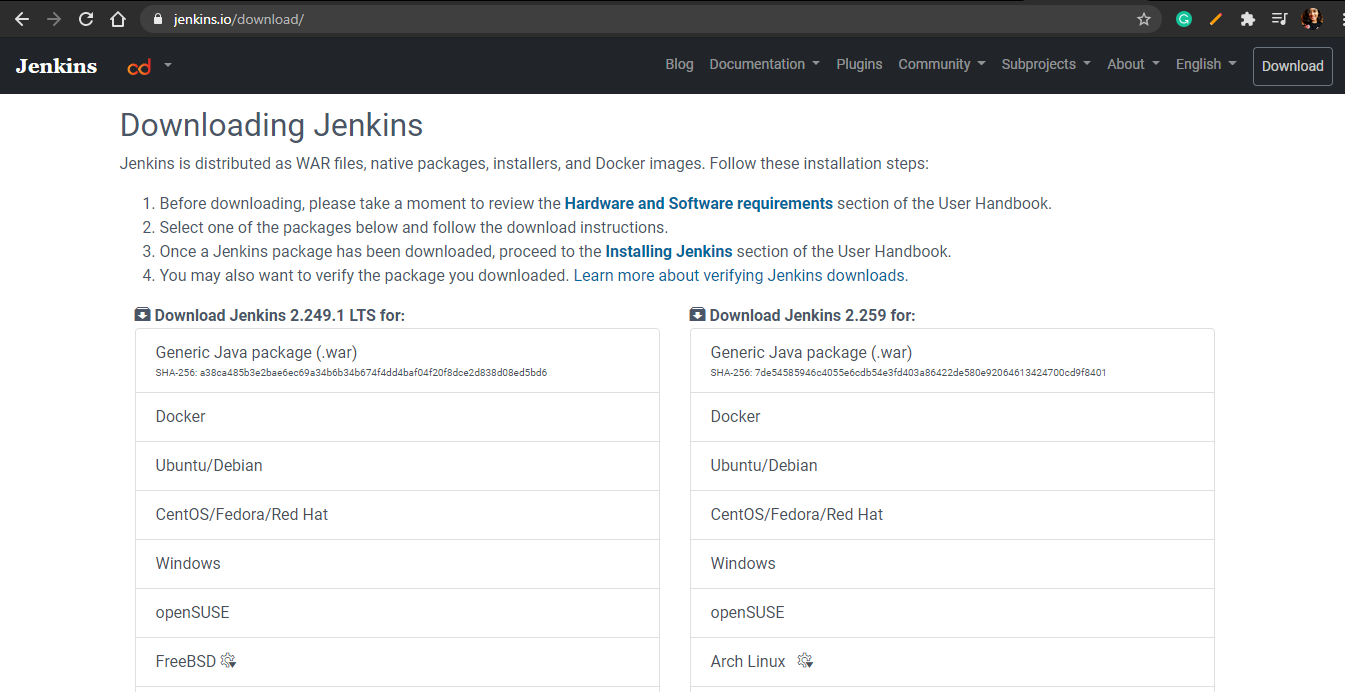 jenkins.io/download/
G
Jenkins
cd
Blog
Documentation
Plugins
Community
Subprojects
About
English
Download
Downloading Jenkins
Jenkins is distributed as WAR files, native packages, installers, and Docker images. Follow these installation steps:
1. Before downloading, please take a moment to review the Hardware and Software requirements section of the User Handbook.
2. Select one of the packages below and follow the download instructions.
3. Once a Jenkins package has been downloaded, proceed to the Installing Jenkins section of the User Handbook.
4. You may also want to verify the package you downloaded. Learn more about verifying Jenkins downloads.
Download Jenkins 2.249.1 LTS for:
Generic Java package (.war)
SHA-256: a38ca485b3e2bae6ec69a34b6b34b674f4dd4baf04f20f8dce2d838d08ed5bd6
Docker
Ubuntu/Debian
CentOS/Fedora/Red Hat
Windows
openSUSE
FreeBSD
Download Jenkins 2.259 for:
Generic Java package (.war)
SHA-256: 7de54585946c4055e6cdb54e3fd403a86422de580e92064613424700cd9f8401
Docker
Ubuntu/Debian
CentOS/Fedora/Red Hat
Windows
openSUSE
Arch Linux